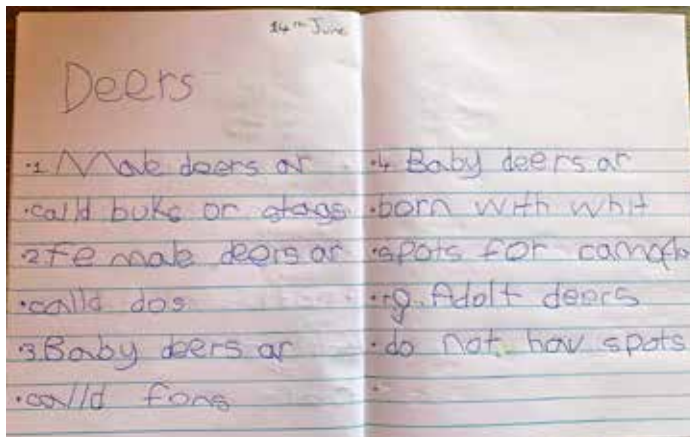 14th June
Deers
·1 Male deers ar
·calld buks or stags
·2 Fe male deers ar
·calld dos
·3 Baby deers ar
·calld fons
·4 Baby deers ar
·born with whit
·spots for camofo
·rg. Adolt deers
·do not hav spots